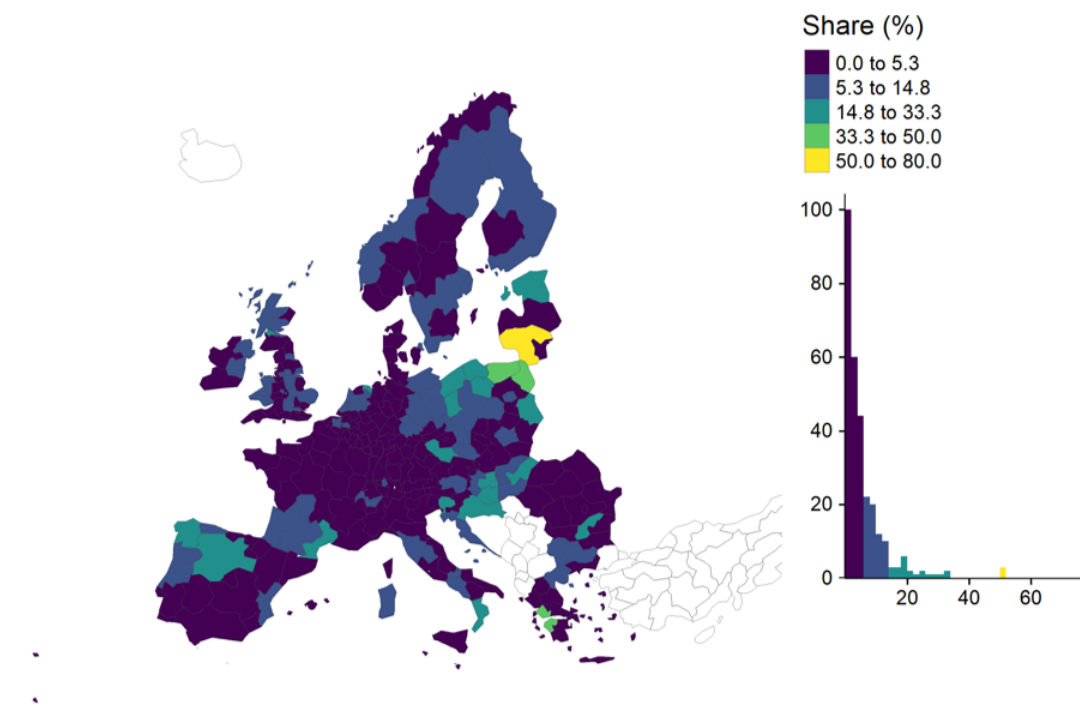 Share (%)
0.0 to 5.3
5.3 to 14.8
14.8 to 33.3
33.3 to 50.0
50.0 to 80.0
100
80
60
40
20
0
20 40 60